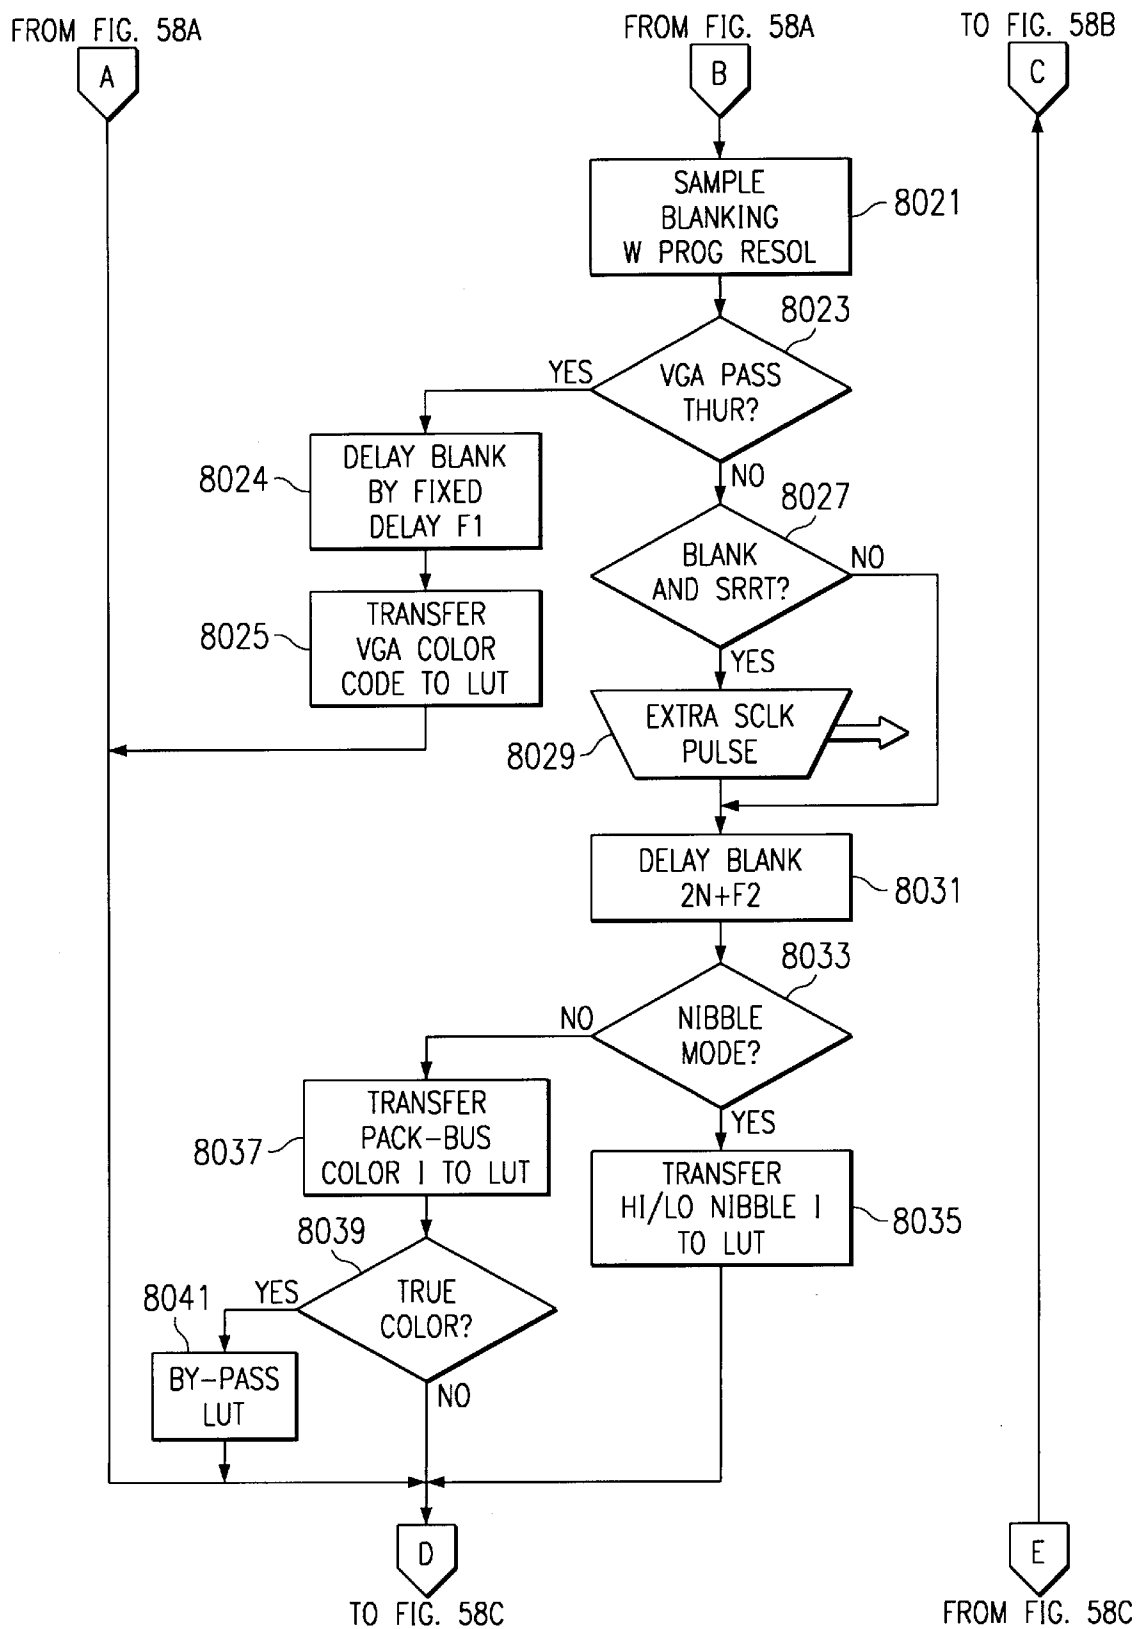 FROM FIG. 58A
FROM FIG. 58A
TO FIG. 58B
A
B
C
SAMPLE
BLANKING
W PROG RESOL
8021
8023
VGA PASS
THUR?
YES
NO
8024
DELAY BLANK
BY FIXED
DELAY F1
8027
BLANK
AND SRRT?
NO
YES
8025
TRANSFER
VGA COLOR
CODE TO LUT
EXTRA SCLK
PULSE
8029
DELAY BLANK
2N+F2
8031
8033
NIBBLE
MODE?
NO
YES
8037
TRANSFER
PACK-BUS
COLOR I TO LUT
TRANSFER
HI/LO NIBBLE I
TO LUT
8035
8039
TRUE
COLOR?
YES
NO
8041
BY-PASS
LUT
D
E
TO FIG. 58C
FROM FIG. 58C